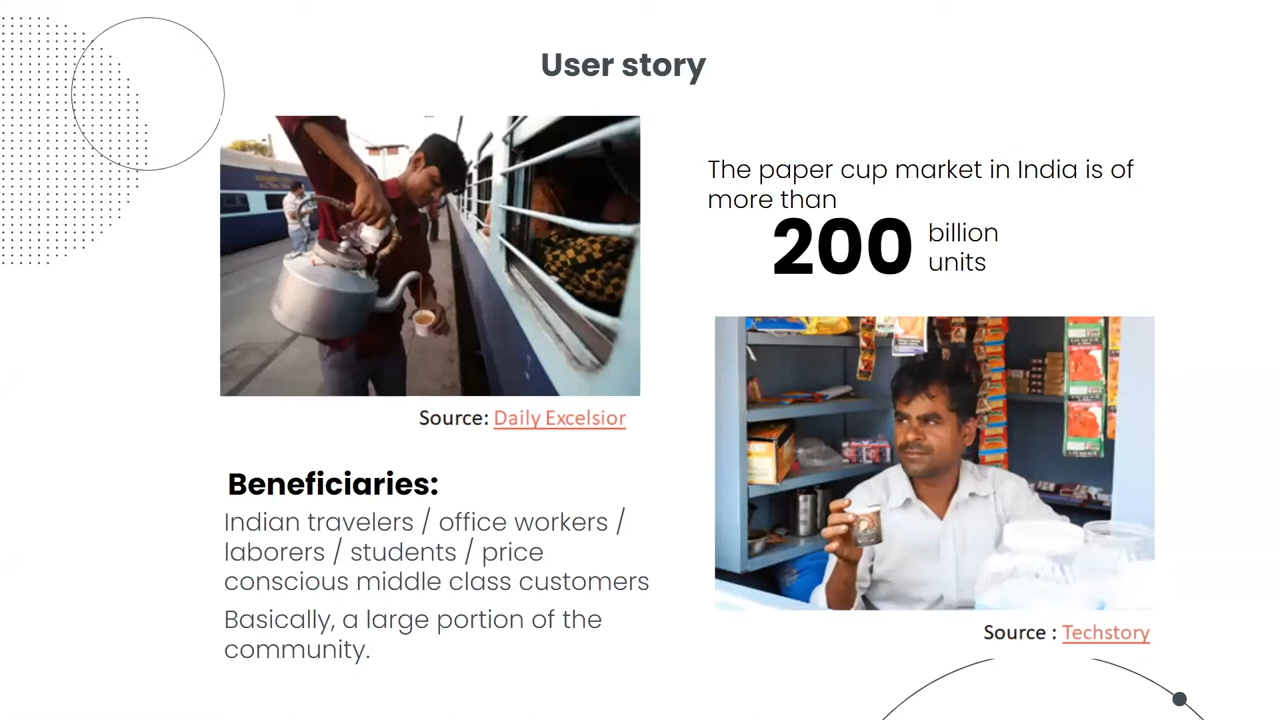 User story
The paper cup market in India is of
more than
200 billion
units
Source: Daily Excelsior
Beneficiaries:
Indian travelers / office workers /
laborers / students / price
conscious middle class customers
Basically, a large portion of the
community.
Source : Techstory